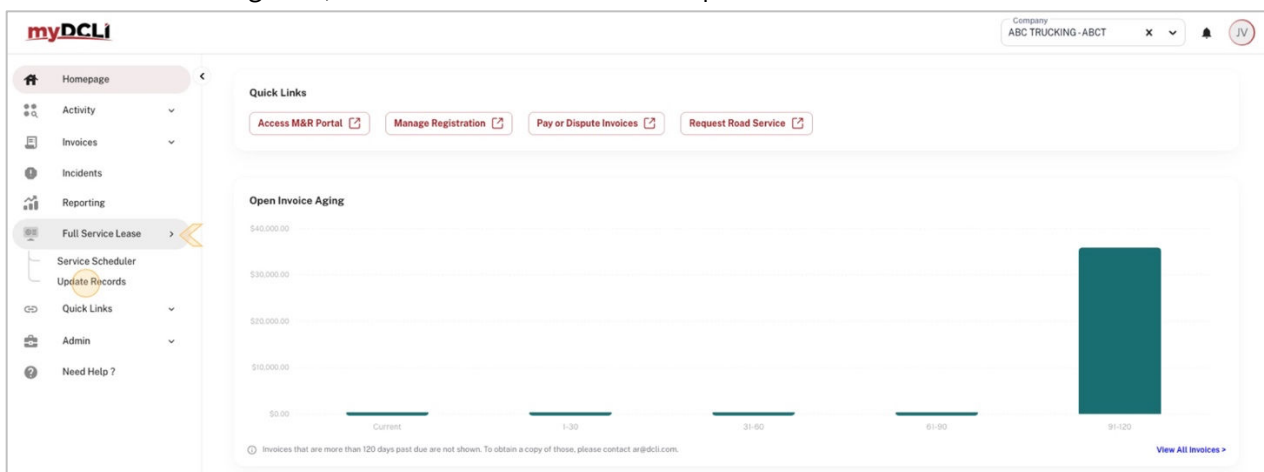 myDCLi
Company
ABC TRUCKING - ABCT
JV
Homepage
Activity
Invoices
Incidents
Reporting
Full Service Lease
Service Scheduler
Update Records
Quick Links
Admin
Need Help ?
Quick Links
Access M&R Portal
Manage Registration
Pay or Dispute Invoices
Request Road Service
Open Invoice Aging
$40,000.00
$30,000.00
$20,000.00
$10,000.00
$0.00
Current
1-30
31-60
61-90
91-120
Invoices that are more than 120 days past due are not shown. To obtain a copy of those, please contact ar@dcli.com.
View All Invoices >